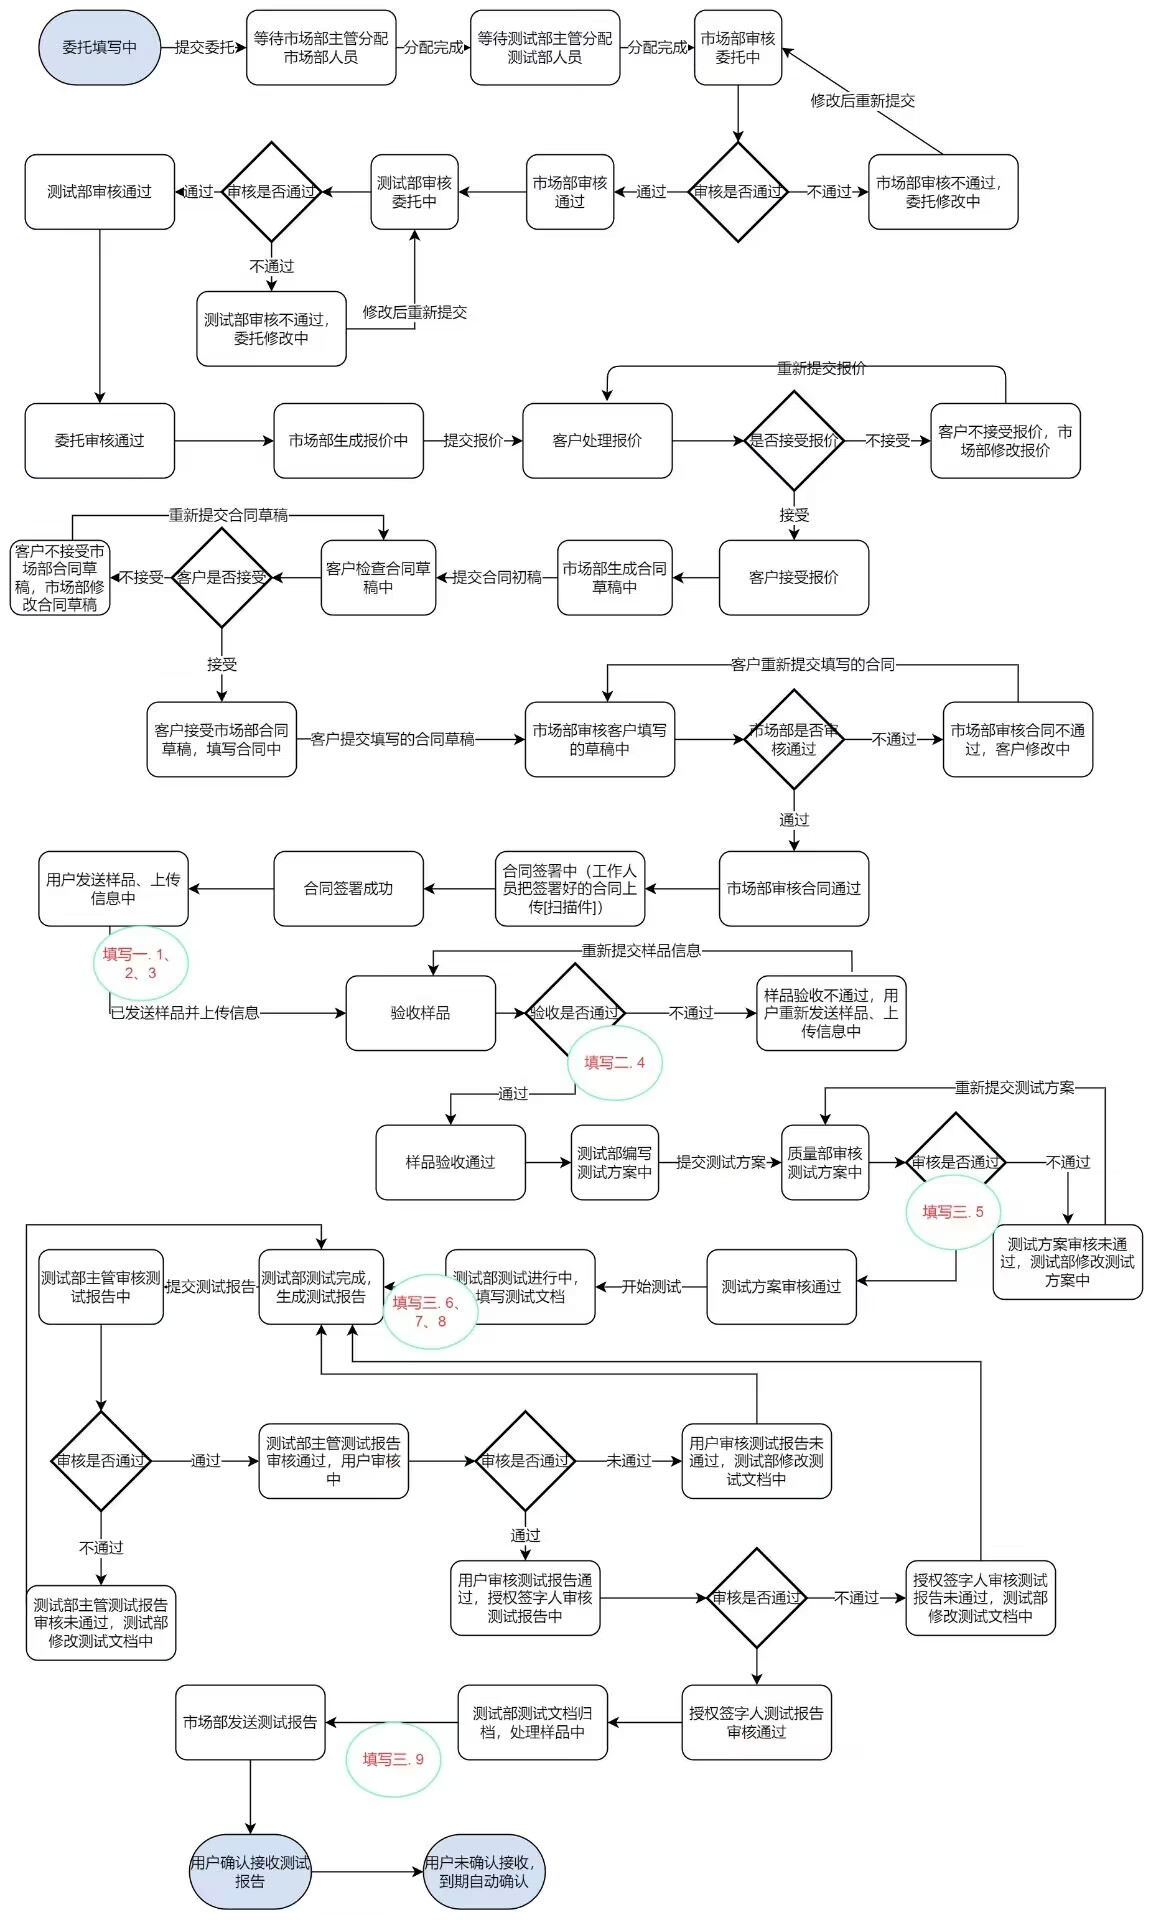 委托填写中
提交委托
等待市场部主管分配
市场部人员
分配完成
等待测试部主管分配
测试部人员
分配完成
市场部审核
委托中
修改后重新提交
测试部审核通过
通过
审核是否通过
测试部审核
委托中
市场部审核
通过
通过
审核是否通过
不通过
市场部审核不通过，
委托修改中
不通过
测试部审核不通过，
委托修改中
修改后重新提交
重新提交报价
委托审核通过
市场部生成报价中
提交报价
客户处理报价
是否接受报价
不接受
客户不接受报价，市
场部修改报价
接受
重新提交合同草稿
客户不接受市
场部合同草
稿，市场部修
改合同草稿
不接受
客户是否接受
客户检查合同草
稿中
提交合同初稿
市场部生成合同
草稿中
客户接受报价
接受
客户重新提交填写的合同
客户接受市场部合同
草稿，填写合同中
客户提交填写的合同草稿
市场部审核客户填写
的草稿中
市场部是否审
核通过
不通过
市场部审核合同不通
过，客户修改中
通过
用户发送样品、上传
信息中
合同签署成功
合同签署中（工作人
员把签署好的合同上
传[扫描件]）
市场部审核合同通过
填写一. 1、
2、3
重新提交样品信息
已发送样品并上传信息
验收样品
验收是否通过
不通过
样品验收不通过，用
户重新发送样品、上
传信息中
填写二. 4
通过
重新提交测试方案
样品验收通过
测试部编写
测试方案中
提交测试方案
质量部审核
测试方案中
审核是否通过
不通过
填写三. 5
测试方案审核未通
过，测试部修改测试
方案中
测试部主管审核测
试报告中
提交测试报告
测试部测试完成，
生成测试报告
填写三. 6、
7、8
测试部测试进行中，
填写测试文档
开始测试
测试方案审核通过
审核是否通过
通过
测试部主管测试报告
审核通过，用户审核
中
审核是否通过
未通过
用户审核测试报告未
通过，测试部修改测
试文档中
不通过
通过
测试部主管测试报告
审核未通过，测试部
修改测试文档中
用户审核测试报告通
过，授权签字人审核
测试报告中
审核是否通过
不通过
授权签字人审核测试
报告未通过，测试部
修改测试文档中
市场部发送测试报告
填写三. 9
测试部测试文档归
档，处理样品中
授权签字人测试报告
审核通过
用户确认接收测试
报告
用户未确认接收，
到期自动确认